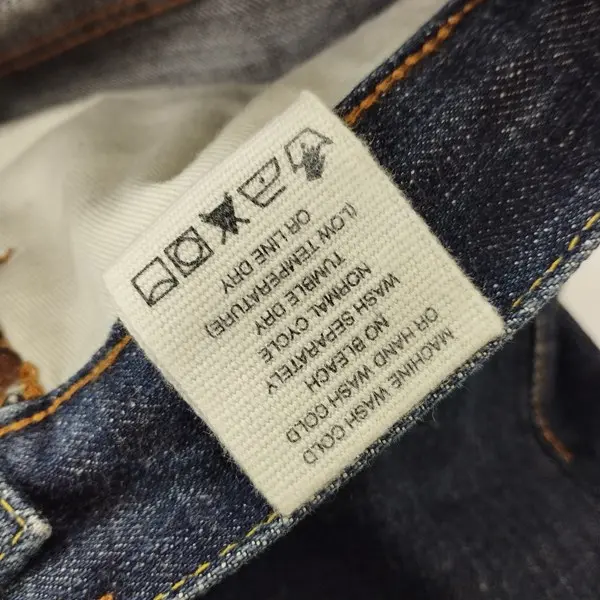 MACHINE WASH COLD
OR HAND WASH COLD
NO BLEACH
WASH SEPARATELY
NORMAL CYCLE
TUMBLE DRY
(LOW TEMPERATURE)
OR LINE DRY